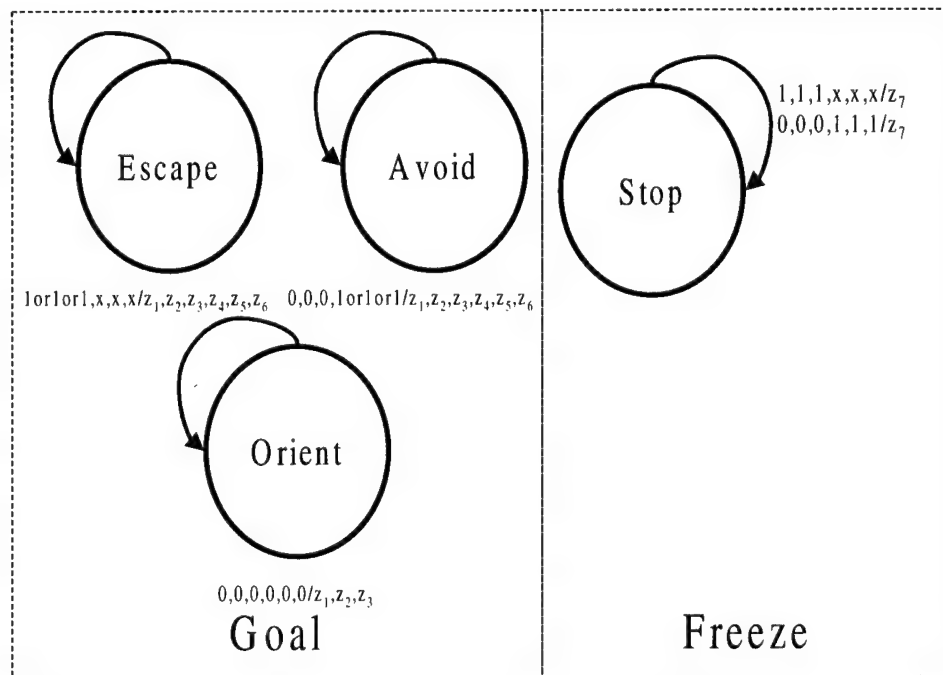 Escape
Avoid
1or1or1,x,x,x/z₁,z₂,z₃,z₄,z₅,z₆
0,0,0,1or1or1/z₁,z₂,z₃,z₄,z₅,z₆
Orient
0,0,0,0,0,0/z₁,z₂,z₃
Goal
1,1,1,x,x,x/z₇
0,0,0,1,1,1/z₇
Stop
Freeze